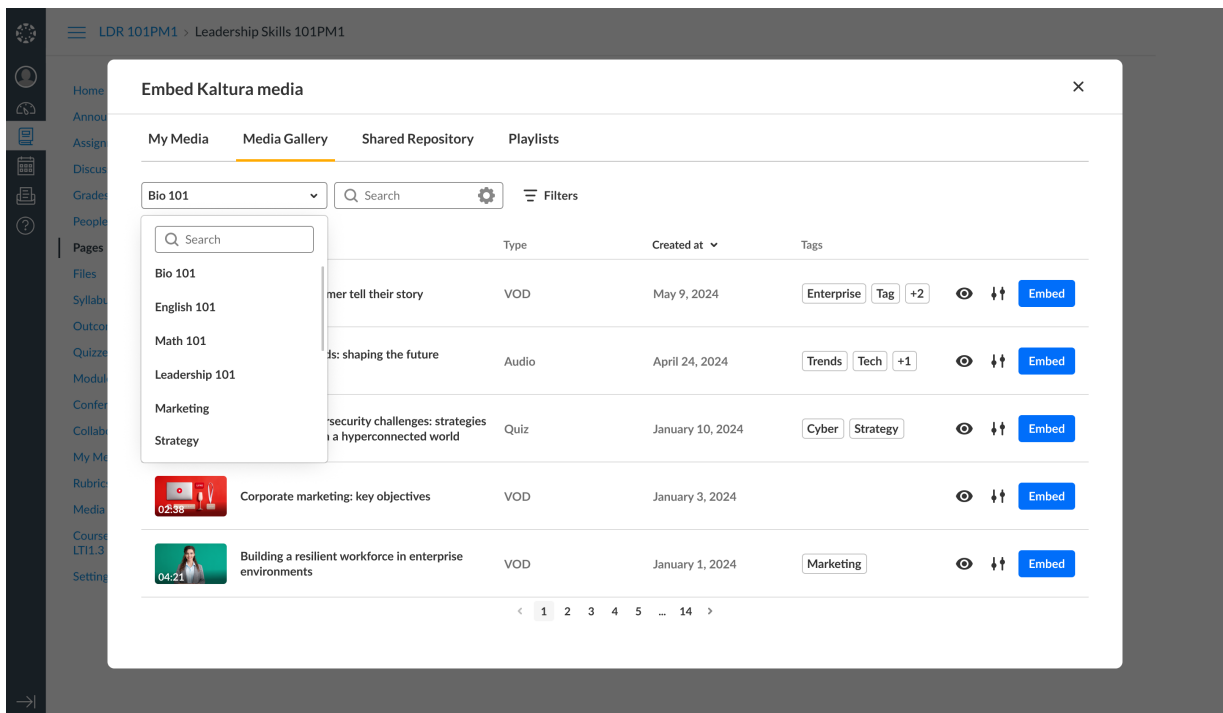 LDR 101PM1 > Leadership Skills 101PM1
Embed Kaltura media
My Media Media Gallery Shared Repository Playlists
Bio 101 Search Filters
Search
Bio 101
English 101
Math 101
Leadership 101
Marketing
Strategy
Type Created at Tags
mer tell their story VOD May 9, 2024 Enterprise Tag +2 Embed
ds: shaping the future Audio April 24, 2024 Trends Tech +1 Embed
rsecurity challenges: strategies
a hyperconnected world
Quiz January 10, 2024 Cyber Strategy Embed
02:38 Corporate marketing: key objectives VOD January 3, 2024 Embed
04:21 Building a resilient workforce in enterprise
environments
VOD January 1, 2024 Marketing Embed
< 1 2 3 4 5 ... 14 >
Home
Annou
Assign
Discus
Grades
People
Pages
Files
Syllabu
Outcor
Quizze
Module
Confer
Collabo
My Me
Rubrics
Media
Course
LTI1.3
Setting